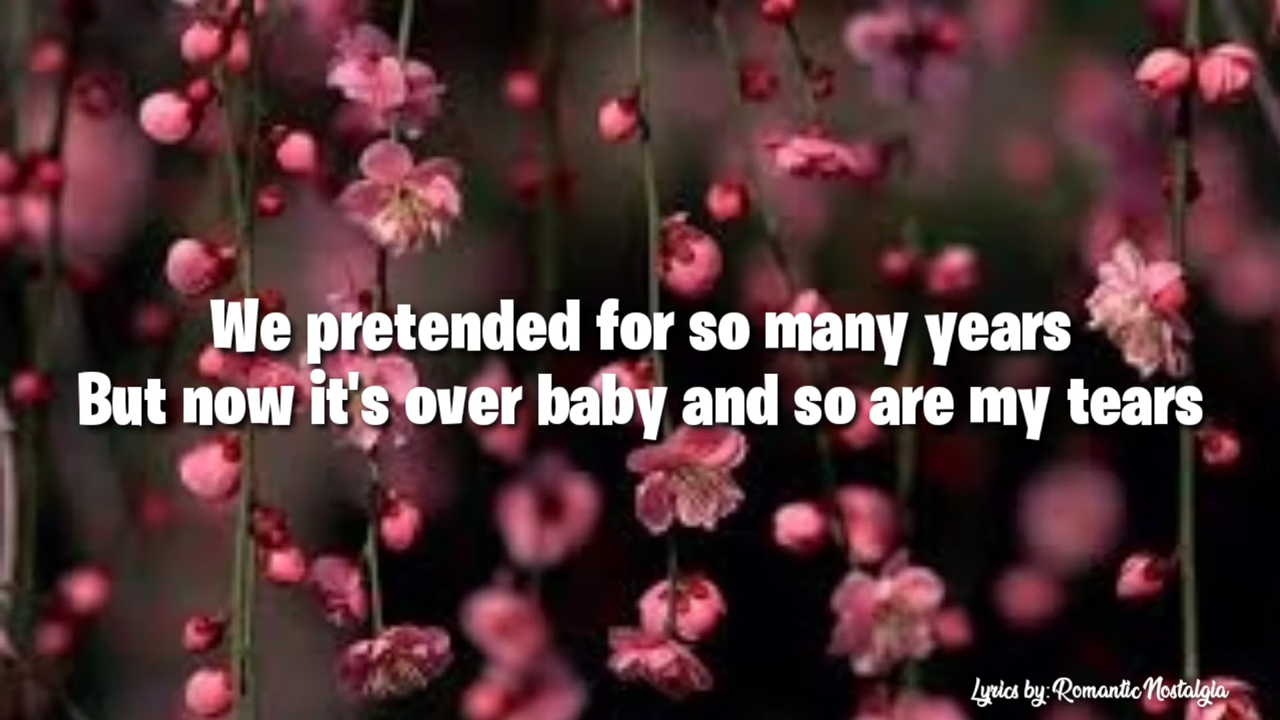 We pretended for so many years
But now it's over baby and so are my tears
Lyrics by: Romantic Nostalgia